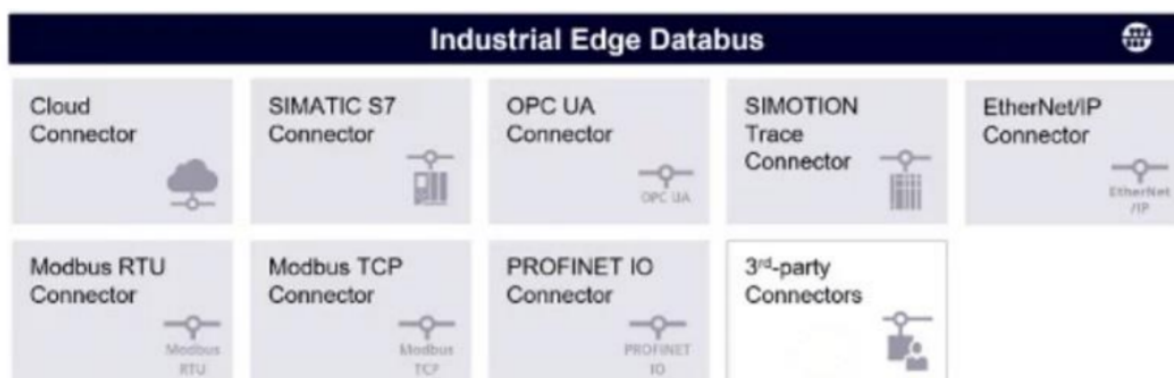 Industrial Edge Databus
Cloud
Connector
SIMATIC S7
Connector
OPC UA
Connector
OPC UA
SIMOTION
Trace
Connector
EtherNet/IP
Connector
EtherNet
/IP
Modbus RTU
Connector
Modbus
RTU
Modbus TCP
Connector
Modbus
TCP
PROFINET IO
Connector
PROFINET
IO
3rd-party
Connectors